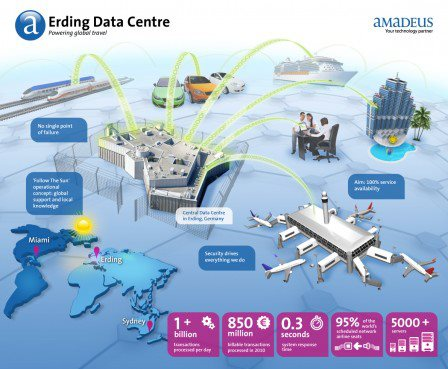 a
Erding Data Centre
Powering global travel
amadeus
Your technology partner
No single point
of failure
'Follow The Sun'
operational
concept: global
support and local
knowledge
Aim: 100% service
availability
Central Data Centre
in Erding, Germany
Security drives
everything we do
Miami
Erding
Sydney
1+
billion
transactions
processed per day
850
million
billable transactions
processed in 2010
0.3
seconds
system response
time
95% of the
world's
scheduled network
airline seats
5000+
servers